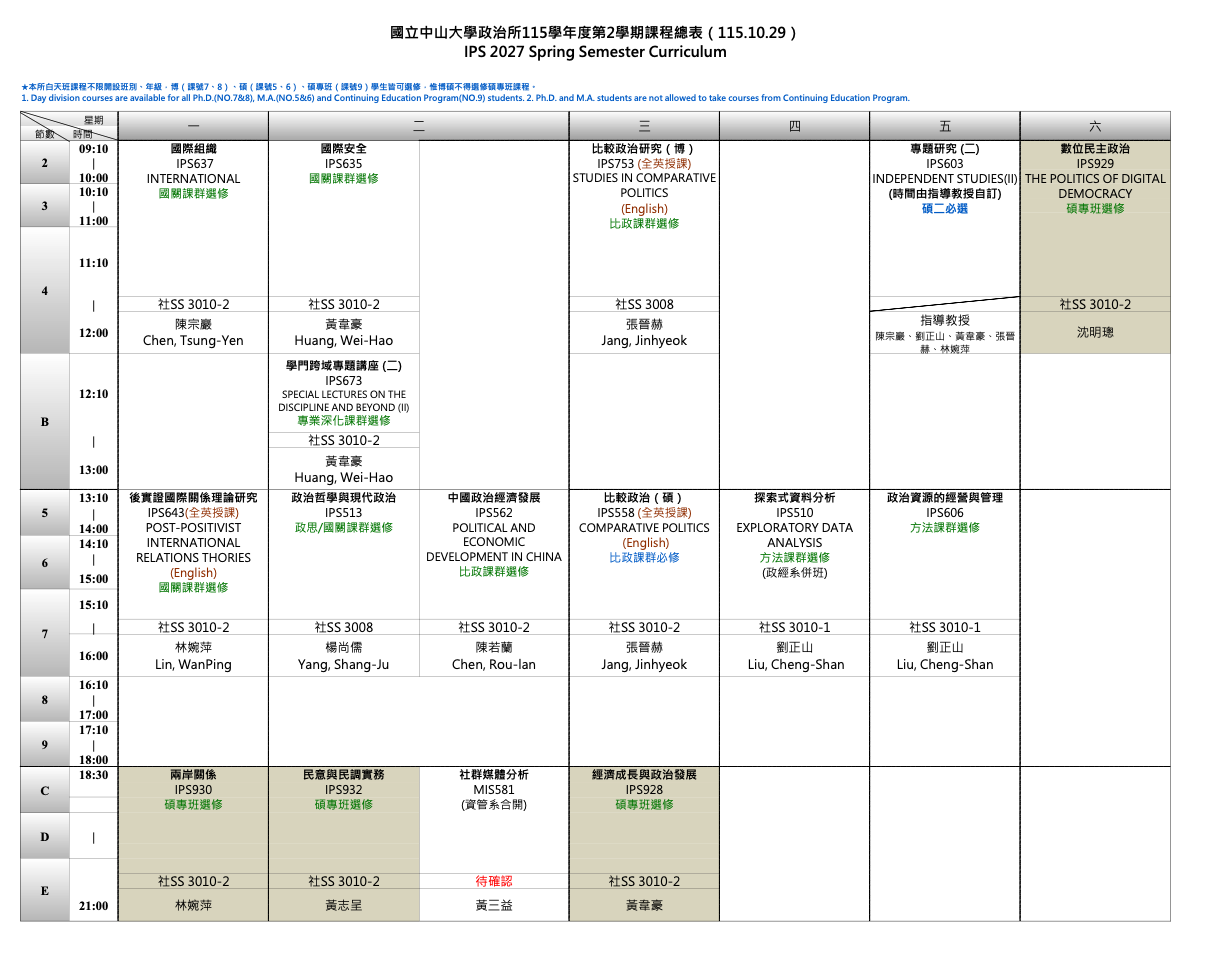 國立中山大學政治所115學年度第2學期課程總表（115.10.29）
IPS 2027 Spring Semester Curriculum
★本所白天班課程不限開設班別、年級，博（課號7、8）、碩（課號5、6）、碩專班（課號9）學生皆可選修，惟博碩不得選修碩專班課程。
1. Day division courses are available for all Ph.D.(NO.7&8), M.A.(NO.5&6) and Continuing Education Program(NO.9) students. 2. Ph.D. and M.A. students are not allowed to take courses from Continuing Education Program.
星期
節數 時間
一
二
三
四
五
六
2
09:10
|
10:00
3
10:10
|
11:00
4
11:10
|
12:00
國際組織
IPS637
INTERNATIONAL
國關課群選修
社SS 3010-2
陳宗巖
Chen, Tsung-Yen
國際安全
IPS635
國關課群選修
社SS 3010-2
黃韋豪
Huang, Wei-Hao
比較政治研究（博）
IPS753 (全英授課)
STUDIES IN COMPARATIVE
POLITICS
(English)
比政課群選修
社SS 3008
張晉赫
Jang, Jinhyeok
專題研究 (二)
IPS603
INDEPENDENT STUDIES(II)
(時間由指導教授自訂)
碩二必選
指導教授
陳宗巖、劉正山、黃韋豪、張晉
赫、林婉萍
數位民主政治
IPS929
THE POLITICS OF DIGITAL
DEMOCRACY
碩專班選修
社SS 3010-2
沈明璁
B
12:10
|
13:00
學門跨域專題講座 (二)
IPS673
SPECIAL LECTURES ON THE
DISCIPLINE AND BEYOND (II)
專業深化課群選修
社SS 3010-2
黃韋豪
Huang, Wei-Hao
5
13:10
|
14:00
6
14:10
|
15:00
7
15:10
|
16:00
後實證國際關係理論研究
IPS643(全英授課)
POST-POSITIVIST
INTERNATIONAL
RELATIONS THORIES
(English)
國關課群選修
社SS 3010-2
林婉萍
Lin, WanPing
政治哲學與現代政治
IPS513
政思/國關課群選修
社SS 3008
楊尚儒
Yang, Shang-Ju
中國政治經濟發展
IPS562
POLITICAL AND
ECONOMIC
DEVELOPMENT IN CHINA
比政課群選修
社SS 3010-2
陳若蘭
Chen, Rou-lan
比較政治（碩）
IPS558 (全英授課)
COMPARATIVE POLITICS
(English)
比政課群必修
社SS 3010-2
張晉赫
Jang, Jinhyeok
探索式資料分析
IPS510
EXPLORATORY DATA
ANALYSIS
方法課群選修
(政經系併班)
社SS 3010-1
劉正山
Liu, Cheng-Shan
政治資源的經營與管理
IPS606
方法課群選修
社SS 3010-1
劉正山
Liu, Cheng-Shan
8
16:10
|
17:00
9
17:10
|
18:00
C
18:30
D
|
E
21:00
兩岸關係
IPS930
碩專班選修
社SS 3010-2
林婉萍
民意與民調實務
IPS932
碩專班選修
社SS 3010-2
黃志呈
社群媒體分析
MIS581
(資管系合開)
待確認
黃三益
經濟成長與政治發展
IPS928
碩專班選修
社SS 3010-2
黃韋豪